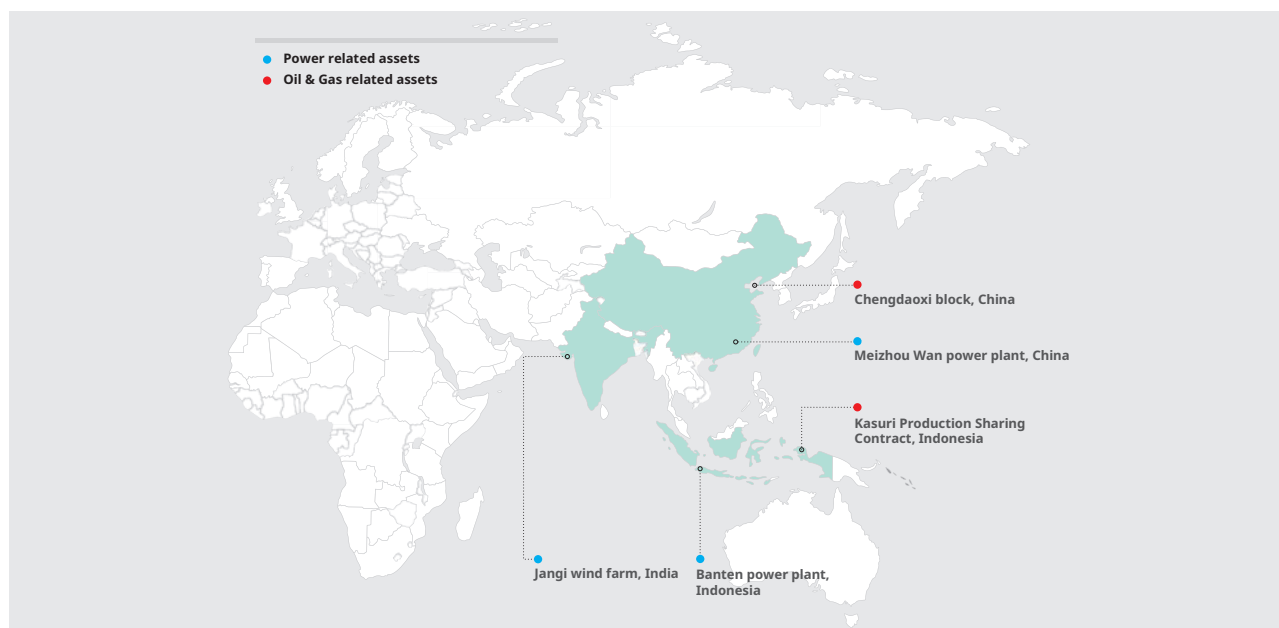 Power related assets
Oil & Gas related assets
Chengdaoxi block, China
Meizhou Wan power plant, China
Kasuri Production Sharing
Contract, Indonesia
Jangi wind farm, India
Banten power plant,
Indonesia